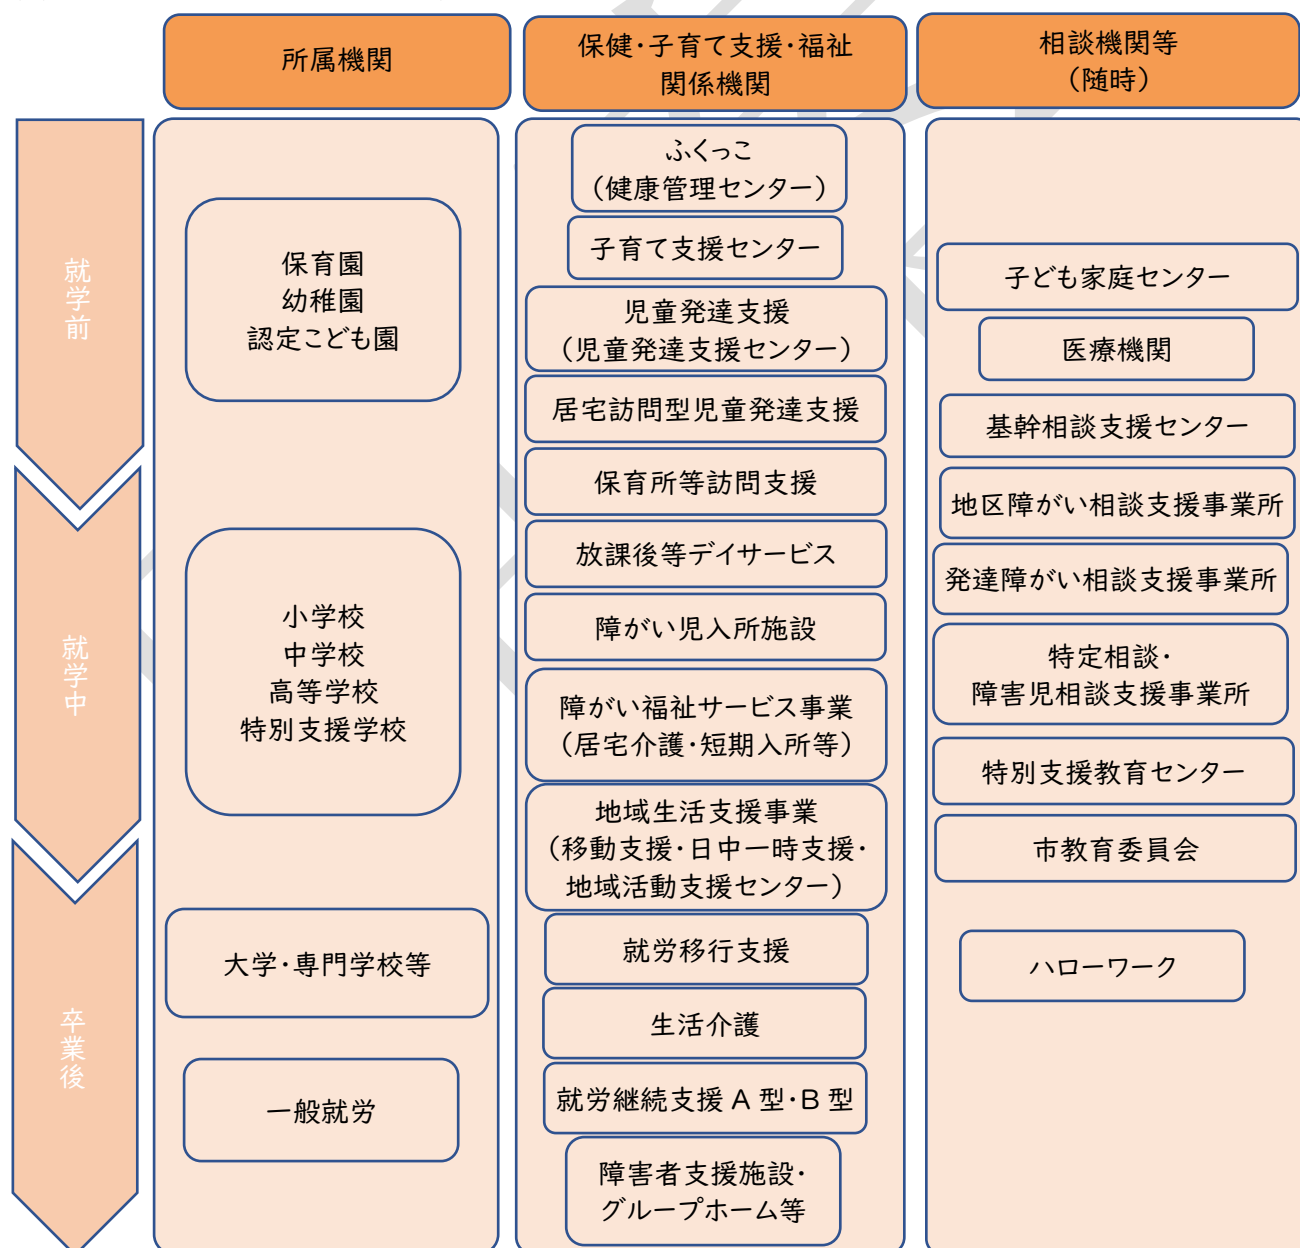 所属機関
保健・子育て支援・福祉
関係機関
相談機関等
（随時）
就学前
就学中
卒業後
保育園
幼稚園
認定こども園
小学校
中学校
高等学校
特別支援学校
大学・専門学校等
一般就労
ふくっこ
（健康管理センター）
子育て支援センター
児童発達支援
（児童発達支援センター）
居宅訪問型児童発達支援
保育所等訪問支援
放課後等デイサービス
障がい児入所施設
障がい福祉サービス事業
（居宅介護・短期入所等）
地域生活支援事業
（移動支援・日中一時支援・
地域活動支援センター）
就労移行支援
生活介護
就労継続支援 A 型・B 型
障害者支援施設・
グループホーム等
子ども家庭センター
医療機関
基幹相談支援センター
地区障がい相談支援事業所
発達障がい相談支援事業所
特定相談・
障害児相談支援事業所
特別支援教育センター
市教育委員会
ハローワーク